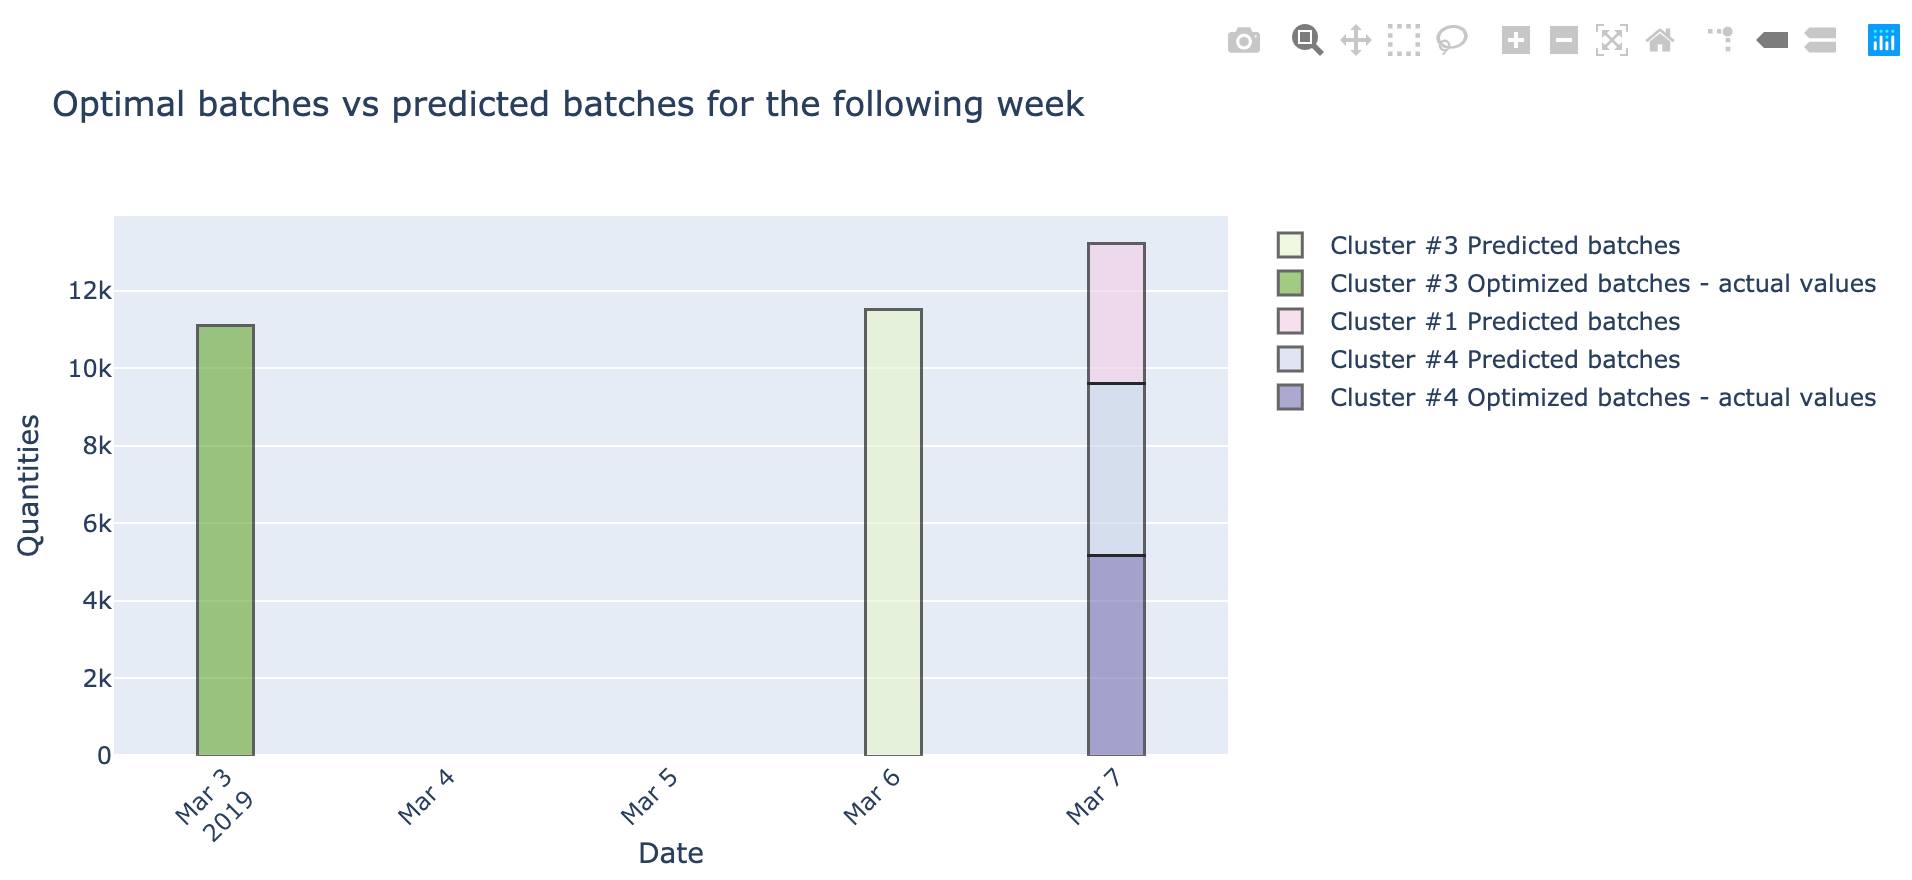 Optimal batches vs predicted batches for the following week
Cluster #3 Predicted batches
Cluster #3 Optimized batches - actual values
Cluster #1 Predicted batches
Cluster #4 Predicted batches
Cluster #4 Optimized batches - actual values
Quantities
12k
10k
8k
6k
4k
2k
0
Mar 3
2019
Mar 4
Mar 5
Mar 6
Mar 7
Date